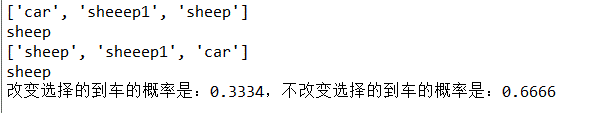 ['car', 'sheeep1', 'sheep']
sheep
['sheep', 'sheeep1', 'car']
sheep
改变选择的到车的概率是：0.3334，不改变选择的到车的概率是：0.6666